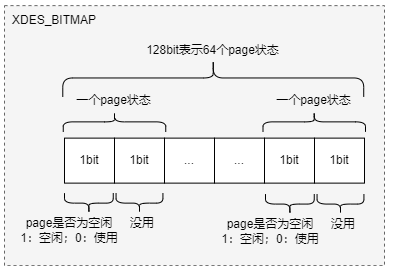 XDES_BITMAP
128bit表示64个page状态
一个page状态
一个page状态
1bit
1bit
...
...
1bit
1bit
page是否为空闲
1：空闲；0：使用
没用
page是否为空闲
1：空闲；0：使用
没用